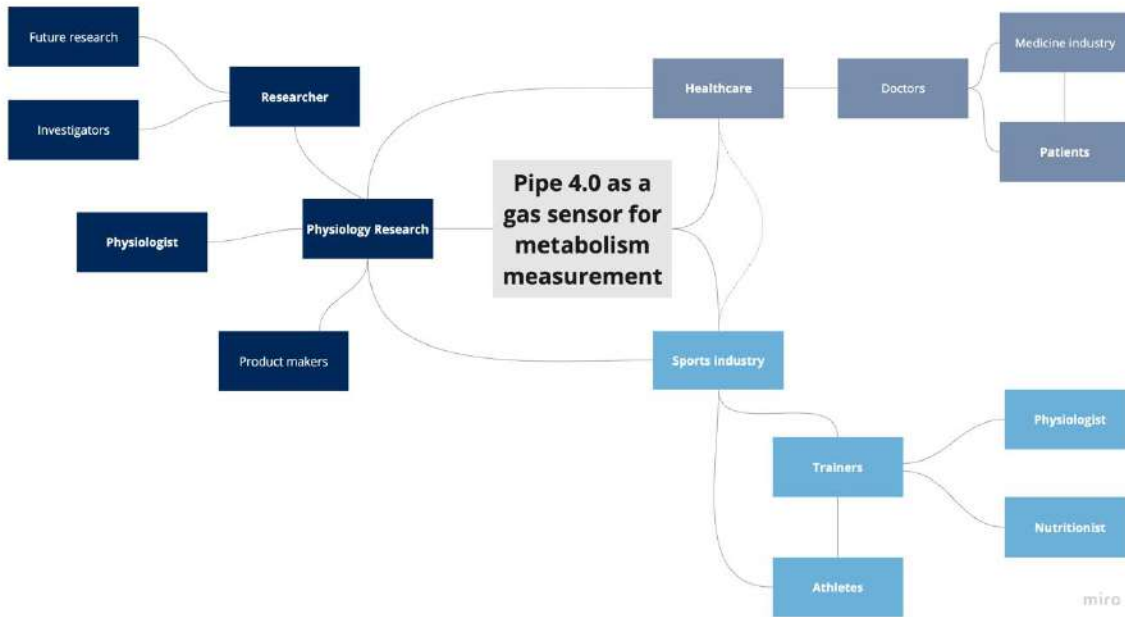 Future research
Investigators
Researcher
Physiologist
Physiology Research
Product makers
Pipe 4.0 as a
gas sensor for
metabolism
measurement
Healthcare
Doctors
Medicine industry
Patients
Sports industry
Trainers
Athletes
Physiologist
Nutritionist
miro